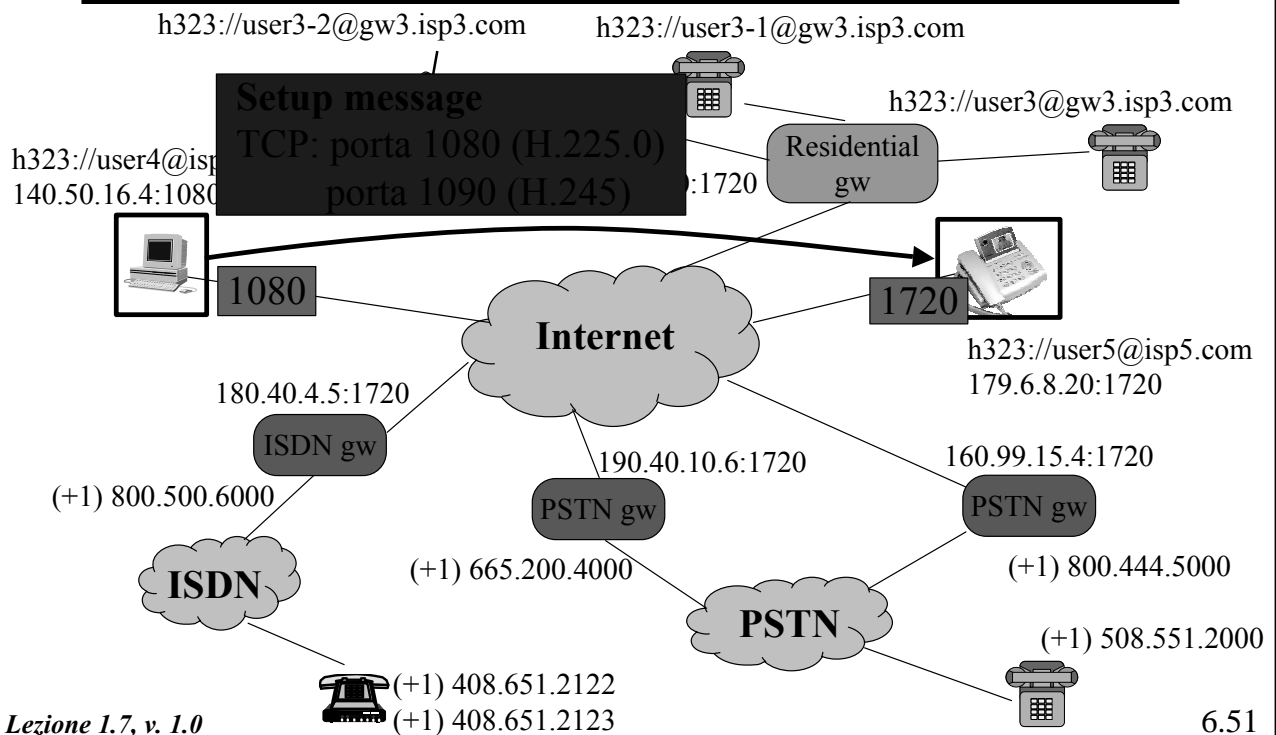 h323://user3-2@gw3.isp3.com
h323://user3-1@gw3.isp3.com
Setup message
TCP: porta 1080 (H.225.0)
porta 1090 (H.245)
h323://user3@gw3.isp3.com
Residential
gw
h323://user4@isp
140.50.16.4:1080
:1720
1080
1720
Internet
h323://user5@isp5.com
179.6.8.20:1720
180.40.4.5:1720
ISDN gw
190.40.10.6:1720
160.99.15.4:1720
(+1) 800.500.6000
PSTN gw
PSTN gw
(+1) 665.200.4000
(+1) 800.444.5000
ISDN
PSTN
(+1) 508.551.2000
(+1) 408.651.2122
(+1) 408.651.2123
Lezione 1.7, v. 1.0
6.51